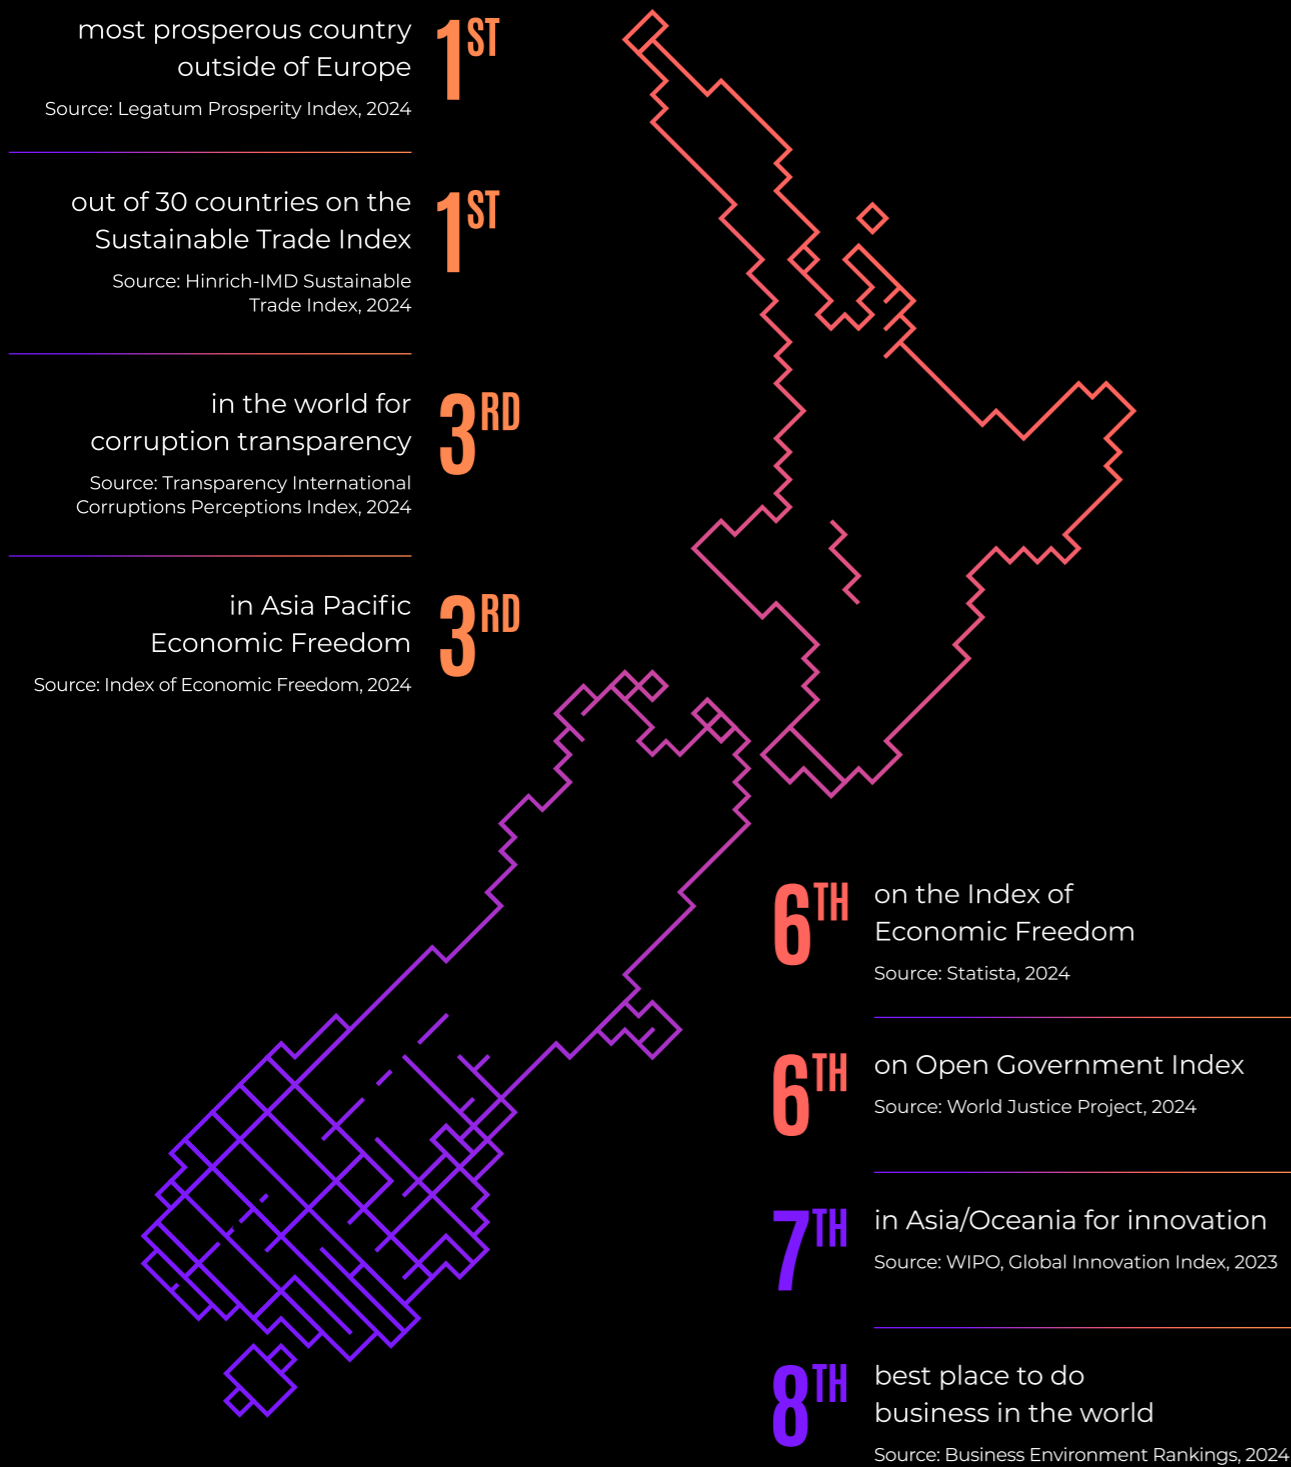 most prosperous country
outside of Europe
1ST
Source: Legatum Prosperity Index, 2024
out of 30 countries on the
Sustainable Trade Index
1ST
Source: Hinrich-IMD Sustainable
Trade Index, 2024
in the world for
corruption transparency
3RD
Source: Transparency International
Corruptions Perceptions Index, 2024
in Asia Pacific
Economic Freedom
3RD
Source: Index of Economic Freedom, 2024
6TH
on the Index of
Economic Freedom
Source: Statista, 2024
6TH
on Open Government Index
Source: World Justice Project, 2024
7TH
in Asia/Oceania for innovation
Source: WIPO, Global Innovation Index, 2023
8TH
best place to do
business in the world
Source: Business Environment Rankings, 2024